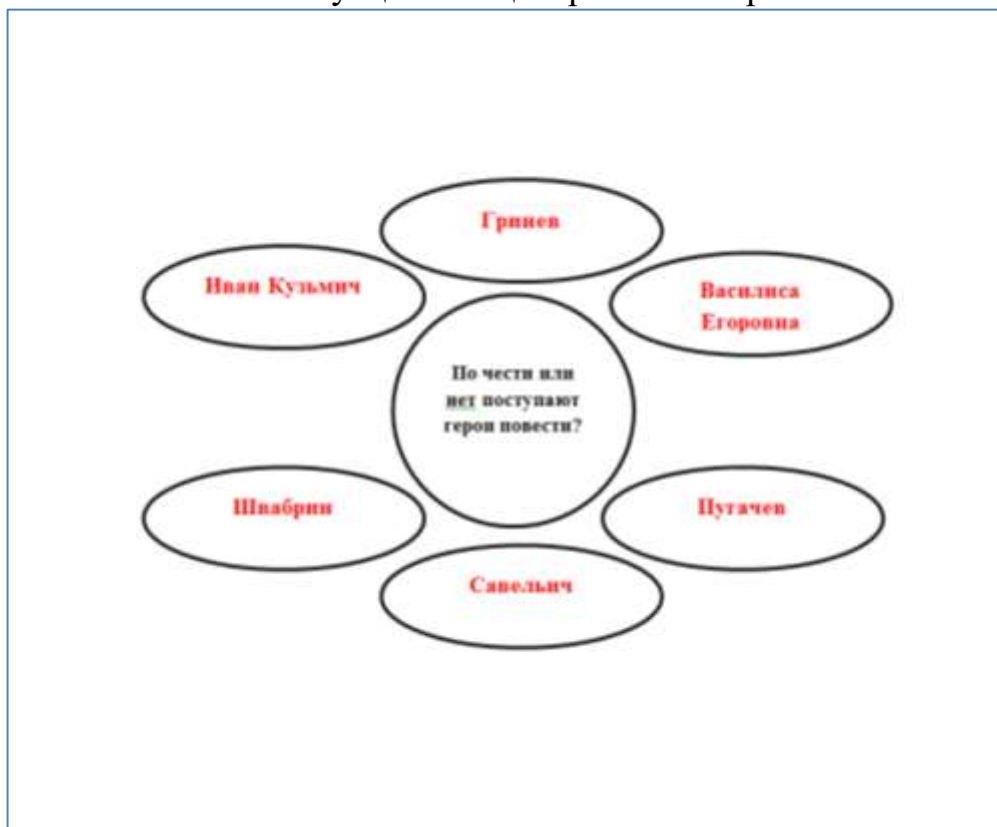 Гринев
Иван Кузьмич
Василиса
Егоровна
По чести или
нет поступают
герои повести?
Швабрин
Пугачев
Савельич